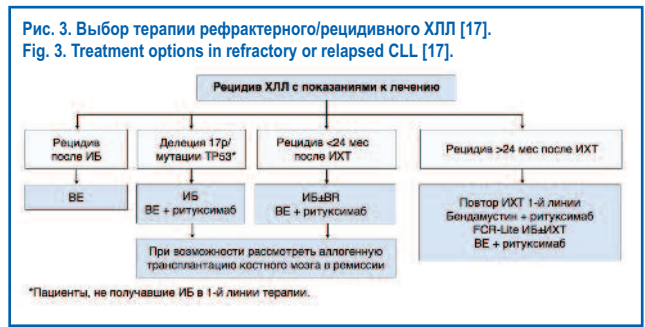 Рис. 3. Выбор терапии рефрактерного/рецидивного ХЛЛ [17].
Fig. 3. Treatment options in refractory or relapsed CLL [17].
Рецидив ХЛЛ с показаниями к лечению
Рецидив
после ИБ
Делеция 17p/
мутации TP53*
Рецидив <24 мес
после ИХТ
Рецидив >24 мес после ИХТ
ВЕ
ИБ
ВЕ + ритуксимаб
ИБ±BR
ВЕ + ритуксимаб
Повтор ИХТ 1-й линии
Бендамустин + ритуксимаб
FCR-Lite ИБ±ИХТ
ВЕ + ритуксимаб
При возможности рассмотреть аллогенную
трансплантацию костного мозга в ремиссии
*Пациенты, не получавшие ИБ в 1-й линии терапии.